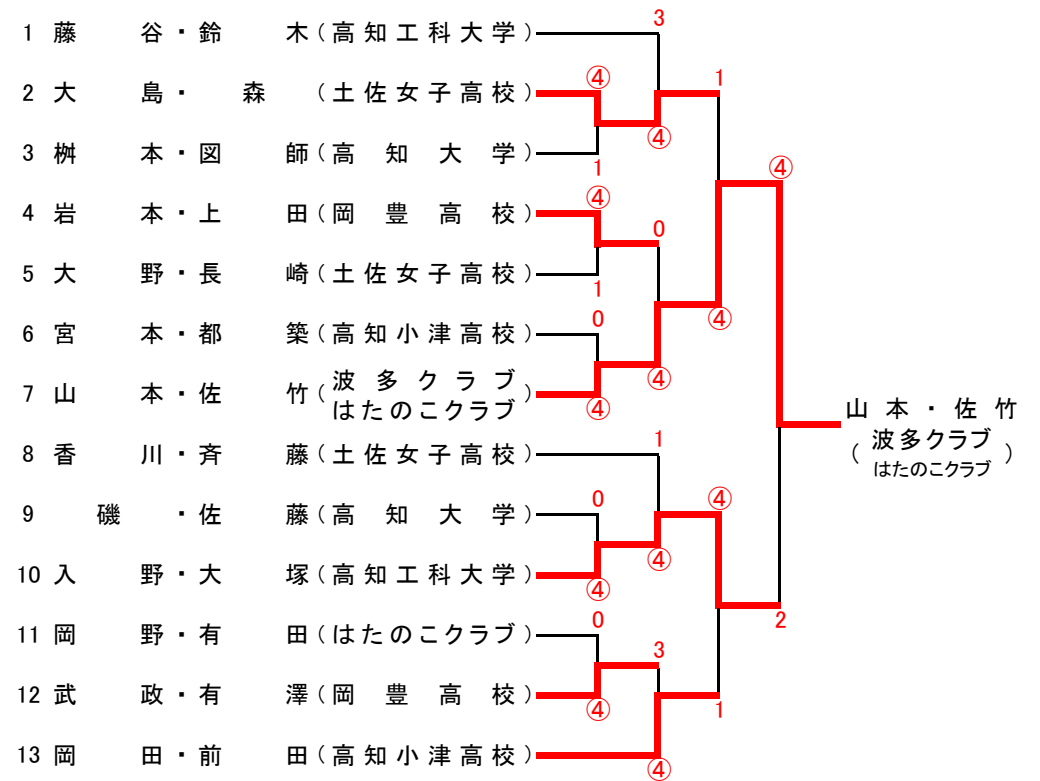 3
1 藤 谷・鈴 木(高知工科大学)
④ 1
2 大 島・ 森 (土佐女子高校)
④
3 桝 本・図 師(高 知 大 学)
1 ④
④
4 岩 本・上 田(岡 豊 高 校)
0
5 大 野・長 崎(土佐女子高校)
1
0 ④
6 宮 本・都 築(高知小津高校)
④
7 山 本・佐 竹(波多クラブ
はたのこクラブ)
④
山本・佐竹
(波多クラブ
はたのこクラブ)
1
8 香 川・斉 藤(土佐女子高校)
0 ④
9 磯 ・佐 藤(高 知 大 学)
④
10 入 野・大 塚(高知工科大学)
④
0 2
11 岡 野・有 田(はたのこクラブ)
3
12 武 政・有 澤(岡 豊 高 校)
④ 1
13 岡 田・前 田(高知小津高校)
④